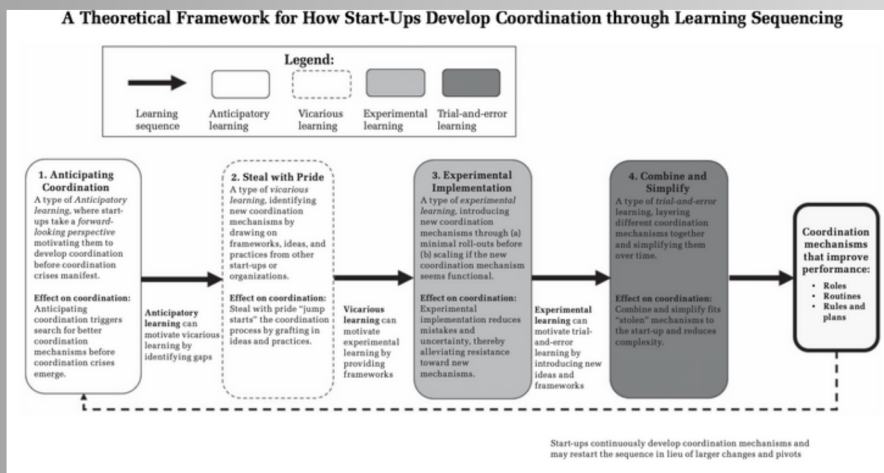 A Theoretical Framework for How Start-Ups Develop Coordination through Learning Sequencing
Legend:
Learning
sequence
Anticipatory
learning
Vicarious
learning
Experimental
learning
Trial-and-error
learning
1. Anticipating
Coordination
A type of Anticipatory
learning, where start-
ups take a forward-
looking perspective
motivating them to
develop coordination
before coordination
crises manifest.
Effect on coordination:
Anticipating
coordination triggers
search for better
coordination
mechanisms before
coordination crises
emerge.
Anticipatory
learning can
motivate vicarious
learning by
identifying gaps
2. Steal with Pride
A type of vicarious
learning, identifying
new coordination
mechanisms by
drawing on
frameworks, ideas, and
practices from other
start-ups or
organizations.
Effect on coordination:
Steal with pride "jump
starts" the coordination
process by grafting in
ideas and practices.
Vicarious
learning can
motivate
experimental
learning by
providing
frameworks
3. Experimental
Implementation
A type of experimental
learning, introducing
new coordination
mechanisms through (a)
minimal roll-outs before
(b) scaling if the new
coordination mechanism
seems functional.
Effect on coordination:
Experimental
implementation reduces
mistakes and
uncertainty, thereby
alleviating resistance
toward new
mechanisms.
Experimental
learning can
motivate trial-
and-error
learning by
introducing new
ideas and
frameworks
4. Combine and
Simplify
A type of trial-and-error
learning, layering
different coordination
mechanisms together
and simplifying them
over time.
Effect on coordination:
Combine and simplify fits
"stolen" mechanisms to
the start-up and reduces
complexity.
Coordination
mechanisms
that improve
performance:
• Roles
• Routines
• Rules and
plans
Start-ups continuously develop coordination mechanisms and
may restart the sequence in lieu of larger changes and pivots